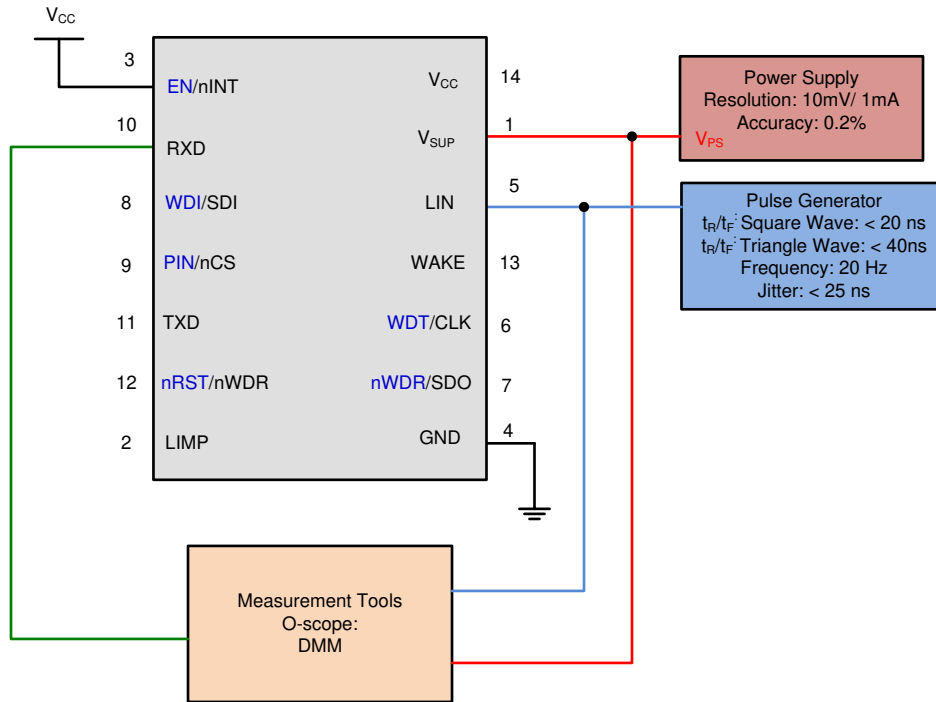 VCC
3
EN/nINT
10
RXD
8
WDI/SDI
9
PIN/nCS
11
TXD
12
nRST/nWDR
2
LIMP
VCC
14
VSUP
1
LIN
5
WAKE
13
WDT/CLK
6
nWDR/SDO
7
GND
4
Power Supply
Resolution: 10mV/ 1mA
Accuracy: 0.2%
VPS
Pulse Generator
tR/tF: Square Wave: < 20 ns
tR/tF: Triangle Wave: < 40ns
Frequency: 20 Hz
Jitter: < 25 ns
Measurement Tools
O-scope:
DMM